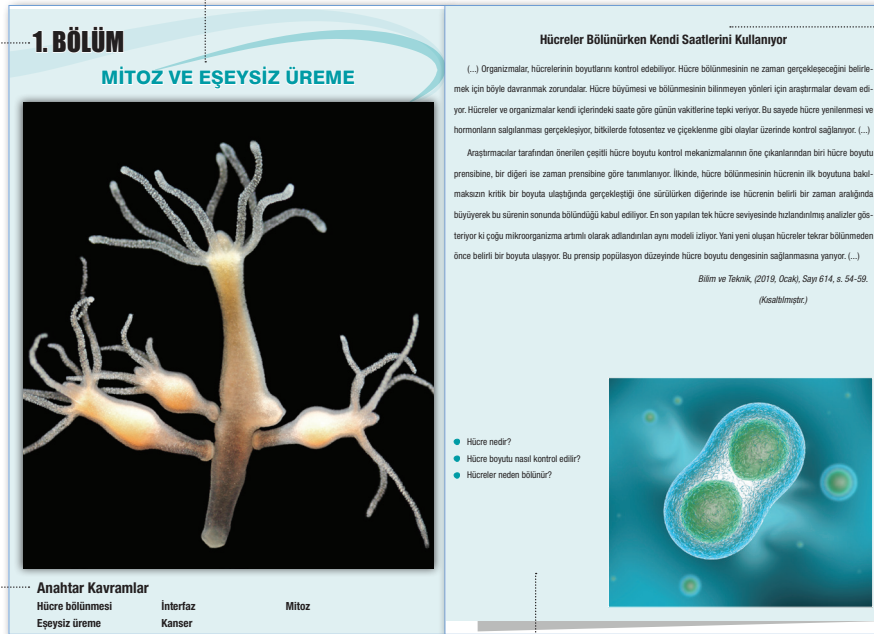 1. BÖLÜM
MİTOZ VE EŞEYSİZ ÜREME
Anahtar Kavramlar
Hücre bölünmesi İnterfaz Mitoz
Eşeysiz üreme Kanser
Hücreler Bölünürken Kendi Saatlerini Kullanıyor
(...) Organizmalar, hücrelerinin boyutlarını kontrol edebiliyor. Hücre bölünmesinin ne zaman gerçekleşeceğini belirle-
mek için böyle davranmak zorundalar. Hücre büyümesi ve bölünmesinin bilinmeyen yönleri için araştırmalar devam edi-
yor. Hücreler ve organizmalar kendi içlerindeki saate göre günün vakitlerine tepki veriyor. Bu sayede hücre yenilenmesi ve
hormonların salgılanması gerçekleşiyor, bitkilerde fotosentez ve çiçeklenme gibi olaylar üzerinde kontrol sağlanıyor. (...)
Araştırmacılar tarafından önerilen çeşitli hücre boyutu kontrol mekanizmalarının öne çıkanlarından biri hücre boyutu
prensibine, bir diğeri ise zaman prensibine göre tanımlanıyor. İlkinde, hücre bölünmesinin hücrenin ilk boyutuna bakıl-
maksızın kritik bir boyuta ulaştığında gerçekleştiği öne sürülürken diğerinde ise hücrenin belirli bir zaman aralığında
büyüyerek bu sürenin sonunda bölündüğü kabul ediliyor. En son yapılan tek hücre seviyesinde hızlandırılmış analizler gös-
teriyor ki çoğu mikroorganizma artımlı olarak adlandırılan aynı modeli izliyor. Yani yeni oluşan hücreler tekrar bölünmeden
önce belirli bir boyuta ulaşıyor. Bu prensip popülasyon düzeyinde hücre boyutu dengesinin sağlanmasına yarıyor. (...)
Bilim ve Teknik, (2019, Ocak), Sayı 614, s. 54-59.
(Kısaltılmıştır.)
Hücre nedir?
Hücre boyutu nasıl kontrol edilir?
Hücreler neden bölünür?